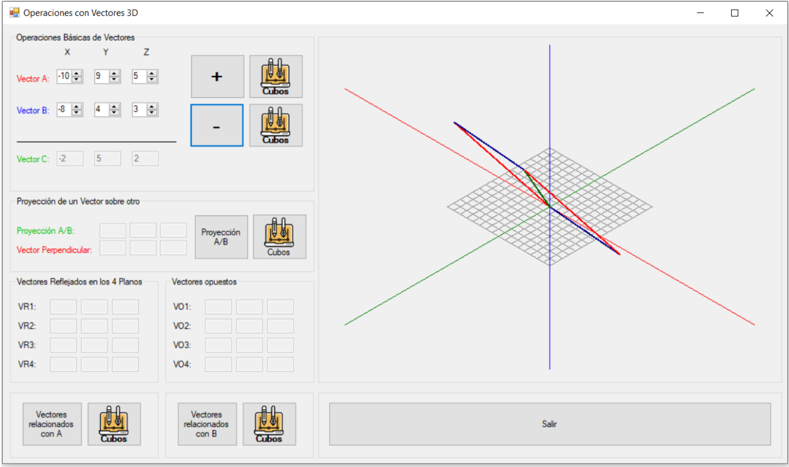 Operaciones con Vectores 3D
Operaciones Básicas de Vectores
X Y Z
Vector A: -10 9 5
+
Cubos
Vector B: -8 4 3
-
Cubos
Vector C: -2 5 2
Proyección de un Vector sobre otro
Proyección A/B:
Vector Perpendicular:
Proyección
A/B
Cubos
Vectores Reflejados en los 4 Planos
VR1:
VR2:
VR3:
VR4:
Vectores opuestos
VO1:
VO2:
VO3:
VO4:
Vectores
relacionados
con A
Cubos
Vectores
relacionados
con B
Cubos
Salir